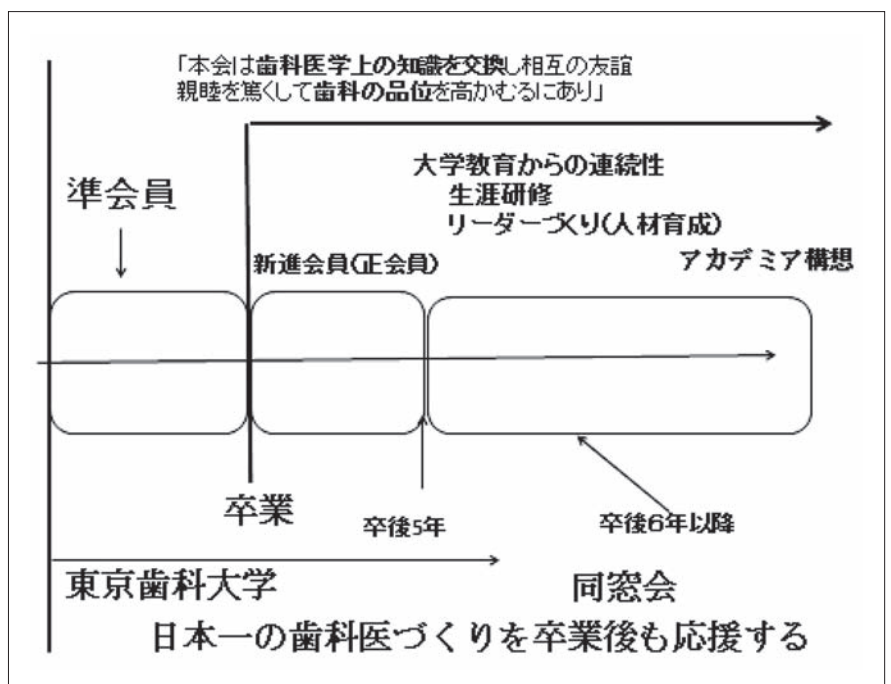 「本会は歯科医学上の知識を交換し相互の友誼
親睦を篤くして歯科の品位を高かむるにあり」
大学教育からの連続性
生涯研修
リーダーづくり(人材育成)
アカデミア構想
準会員
新進会員(正会員)
卒業
卒後5年
卒後6年以降
東京歯科大学
同窓会
日本一の歯科医づくりを卒業後も応援する